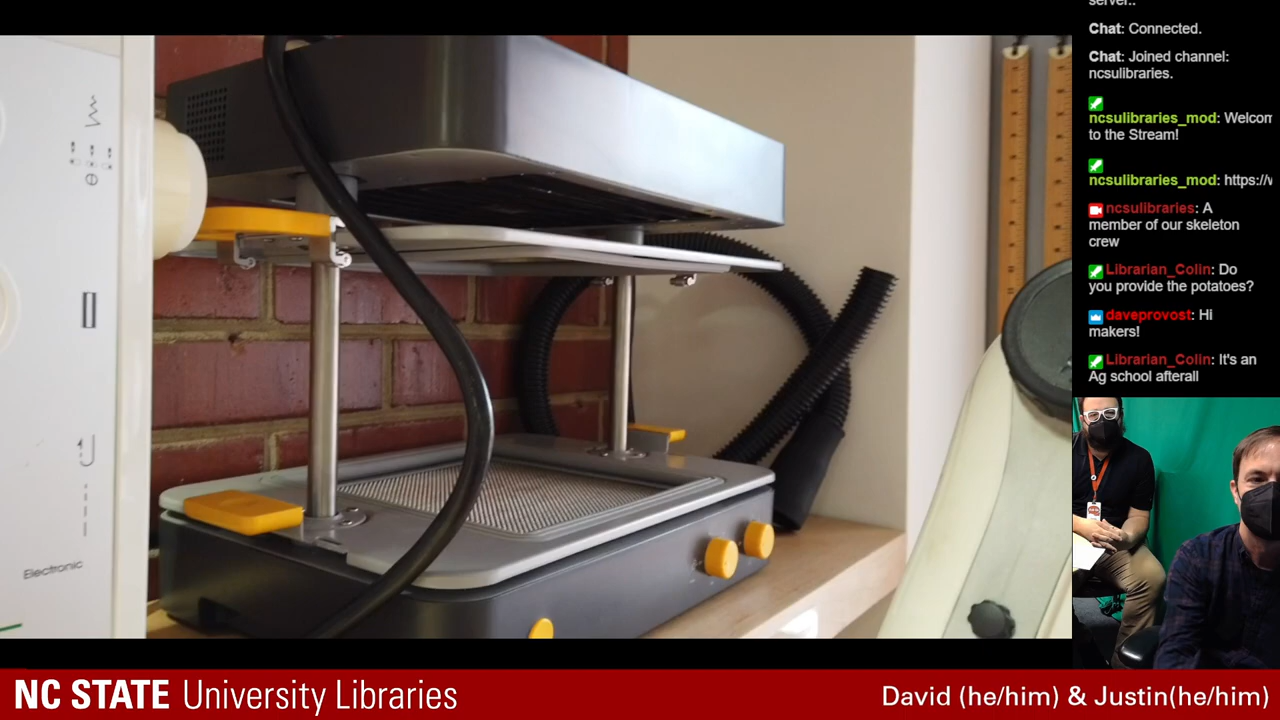 server..
Chat: Connected.
Chat: Joined channel:
ncsulibraries.
ncsulibraries_mod: Welcom
to the Stream!
ncsulibraries_mod: https://v
ncsulibraries: A
member of our skeleton
crew
Librarian_Colin: Do
you provide the potatoes?
daveprovost: Hi
makers!
Librarian_Colin: It's an
Ag school afterall
Electronic
NC STATE University Libraries
David (he/him) & Justin(he/him)